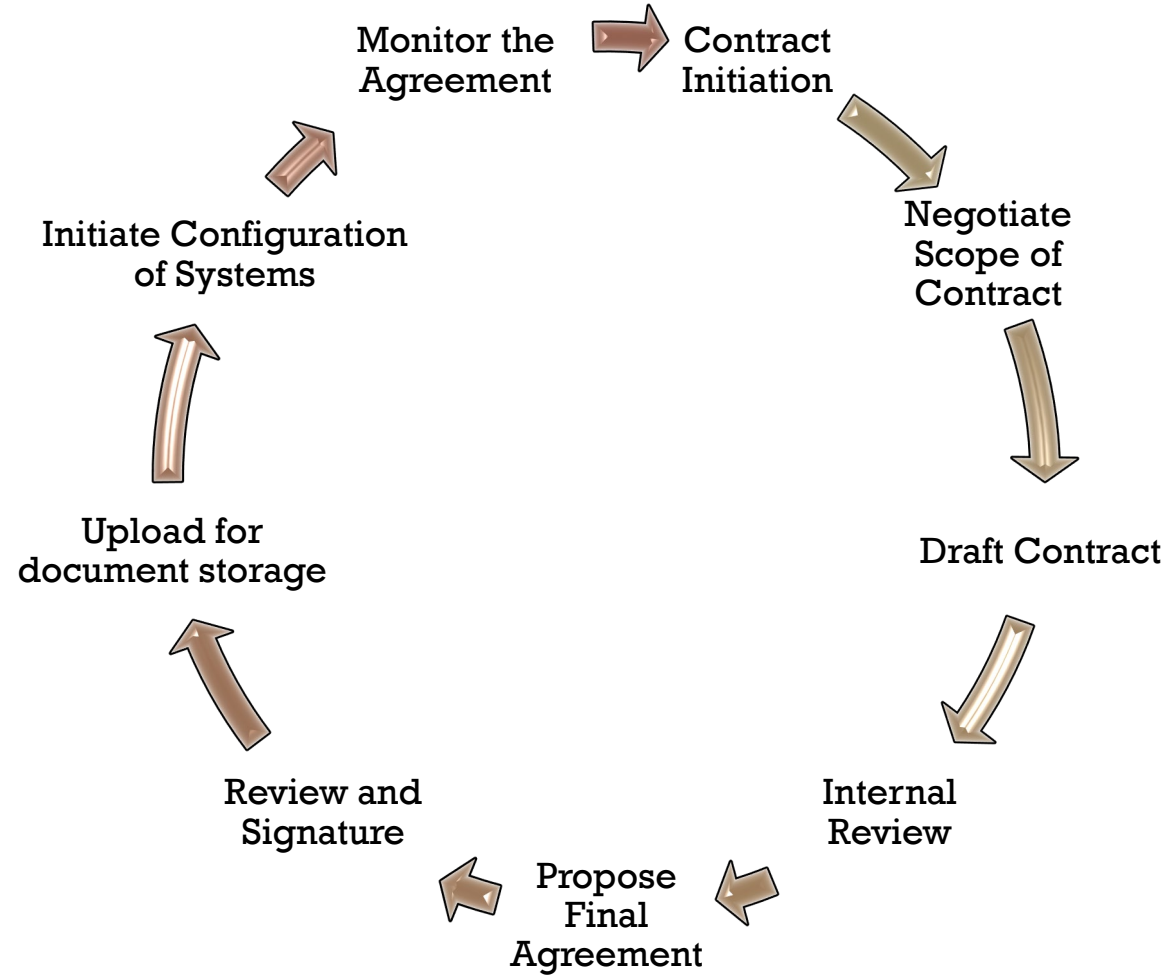 Monitor the
Agreement
Contract
Initiation
Negotiate
Scope of
Contract
Draft Contract
Internal
Review
Propose
Final
Agreement
Review and
Signature
Upload for
document storage
Initiate Configuration
of Systems